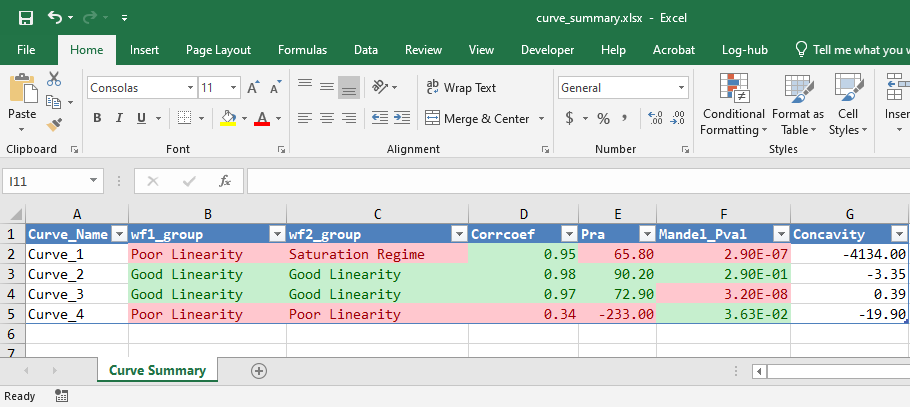 curve_summary.xlsx - Excel
File Home Insert Page Layout Formulas Data Review View Developer Help Acrobat Log-hub Tell me what you w
Paste
Clipboard
Consolas 11 A A
B I U A
Font
ab Wrap Text
Merge & Center
Alignment
General
$ % , .00 .0 .00
Number
Conditional Formatting
Format as Table
Cell Styles
Styles
Inser
I11 fx
A B C D E F G
1 Curve_Name wf1_group wf2_group Corrcoef Pra Mandel_Pval Concavity
2 Curve_1 Poor Linearity Saturation Regime 0.95 65.80 2.90E-07 -4134.00
3 Curve_2 Good Linearity Good Linearity 0.98 90.20 2.90E-01 -3.35
4 Curve_3 Good Linearity Good Linearity 0.97 72.90 3.20E-08 0.39
5 Curve_4 Poor Linearity Poor Linearity 0.34 -233.00 3.63E-02 -19.90
6
7
Curve Summary
Ready